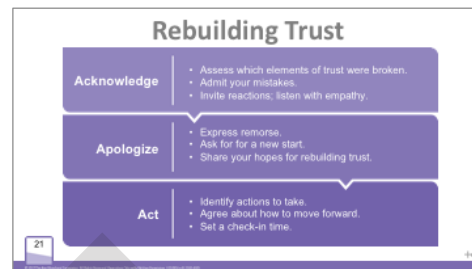 Rebuilding Trust
Acknowledge
• Assess which elements of trust were broken.
• Admit your mistakes.
• Invite reactions; listen with empathy.
Apologize
• Express remorse.
• Ask for for a new start.
• Share your hopes for rebuilding trust.
Act
• Identify actions to take.
• Agree about how to move forward.
• Set a check-in time.
21